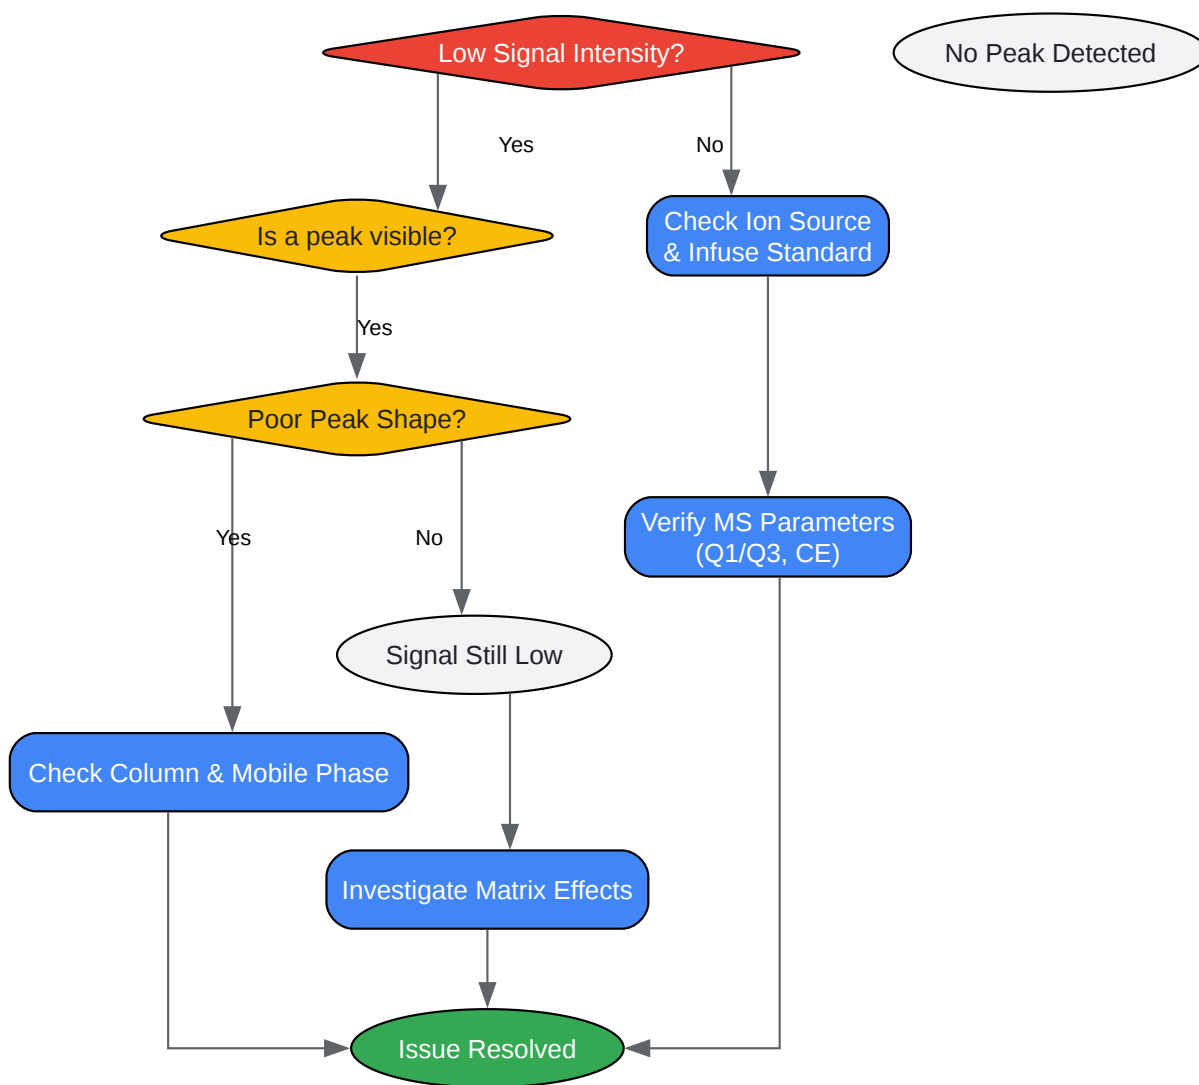 Low Signal Intensity?
No Peak Detected
Yes
No
Is a peak visible?
Check Ion Source
& Infuse Standard
Yes
Poor Peak Shape?
Verify MS Parameters
(Q1/Q3, CE)
Yes
No
Signal Still Low
Check Column & Mobile Phase
Investigate Matrix Effects
Issue Resolved